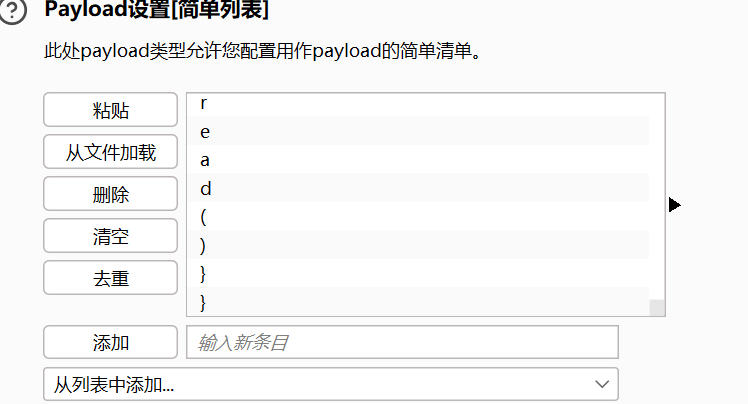 Payload设置[简单列表]
此处payload类型允许您配置用作payload的简单清单。
粘贴
从文件加载
删除
清空
去重
r
e
a
d
(
)
}
}
添加
输入新条目
从列表中添加...